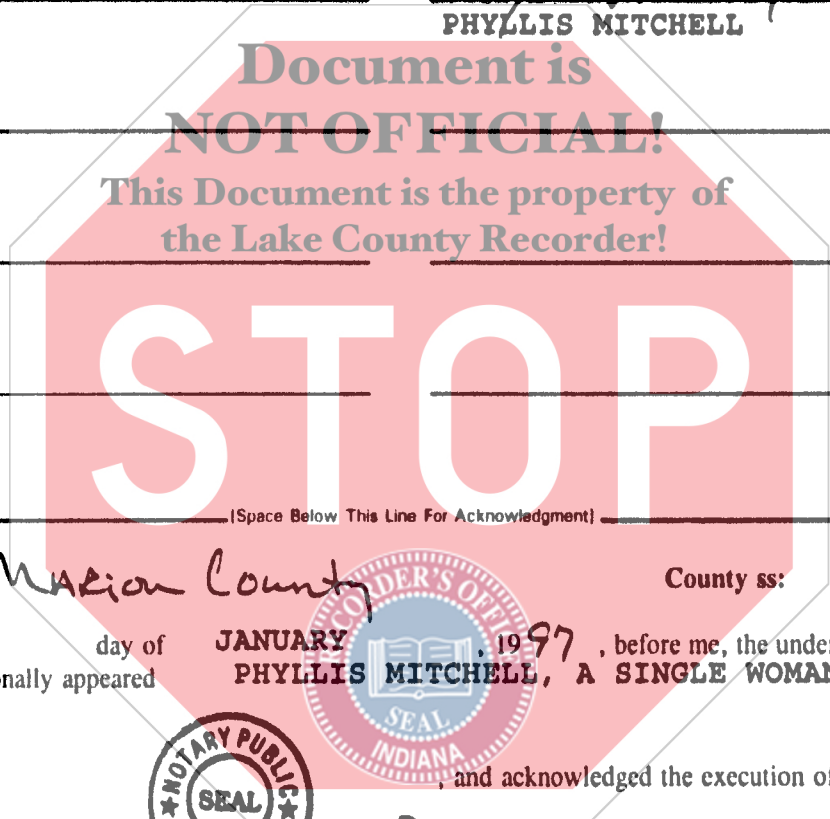 PHYLLIS MITCHELL
Document is
NOT OFFICIAL!
This Document is the property of
the Lake County Recorder!
STOP
[Space Below This Line For Acknowledgment]
Marion County
County ss:
day of JANUARY , 1997 , before me, the under
nally appeared PHYLLIS MITCHELL, A SINGLE WOMAN
RECORDER'S OFFIC
SEAL
INDIANA
, and acknowledged the execution of
NOTARY PUBLIC
SEAL